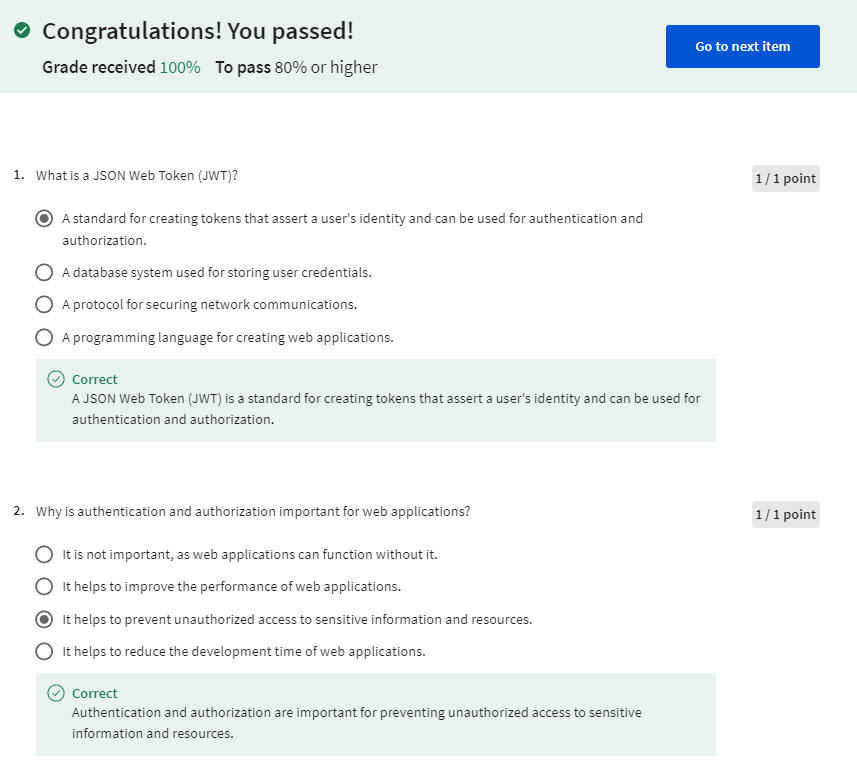 Congratulations! You passed!
Go to next item
Grade received 100% To pass 80% or higher
1. What is a JSON Web Token (JWT)?
1 / 1 point
A standard for creating tokens that assert a user's identity and can be used for authentication and
authorization.
A database system used for storing user credentials.
A protocol for securing network communications.
A programming language for creating web applications.
Correct
A JSON Web Token (JWT) is a standard for creating tokens that assert a user's identity and can be used for
authentication and authorization.
2. Why is authentication and authorization important for web applications?
1 / 1 point
It is not important, as web applications can function without it.
It helps to improve the performance of web applications.
It helps to prevent unauthorized access to sensitive information and resources.
It helps to reduce the development time of web applications.
Correct
Authentication and authorization are important for preventing unauthorized access to sensitive
information and resources.